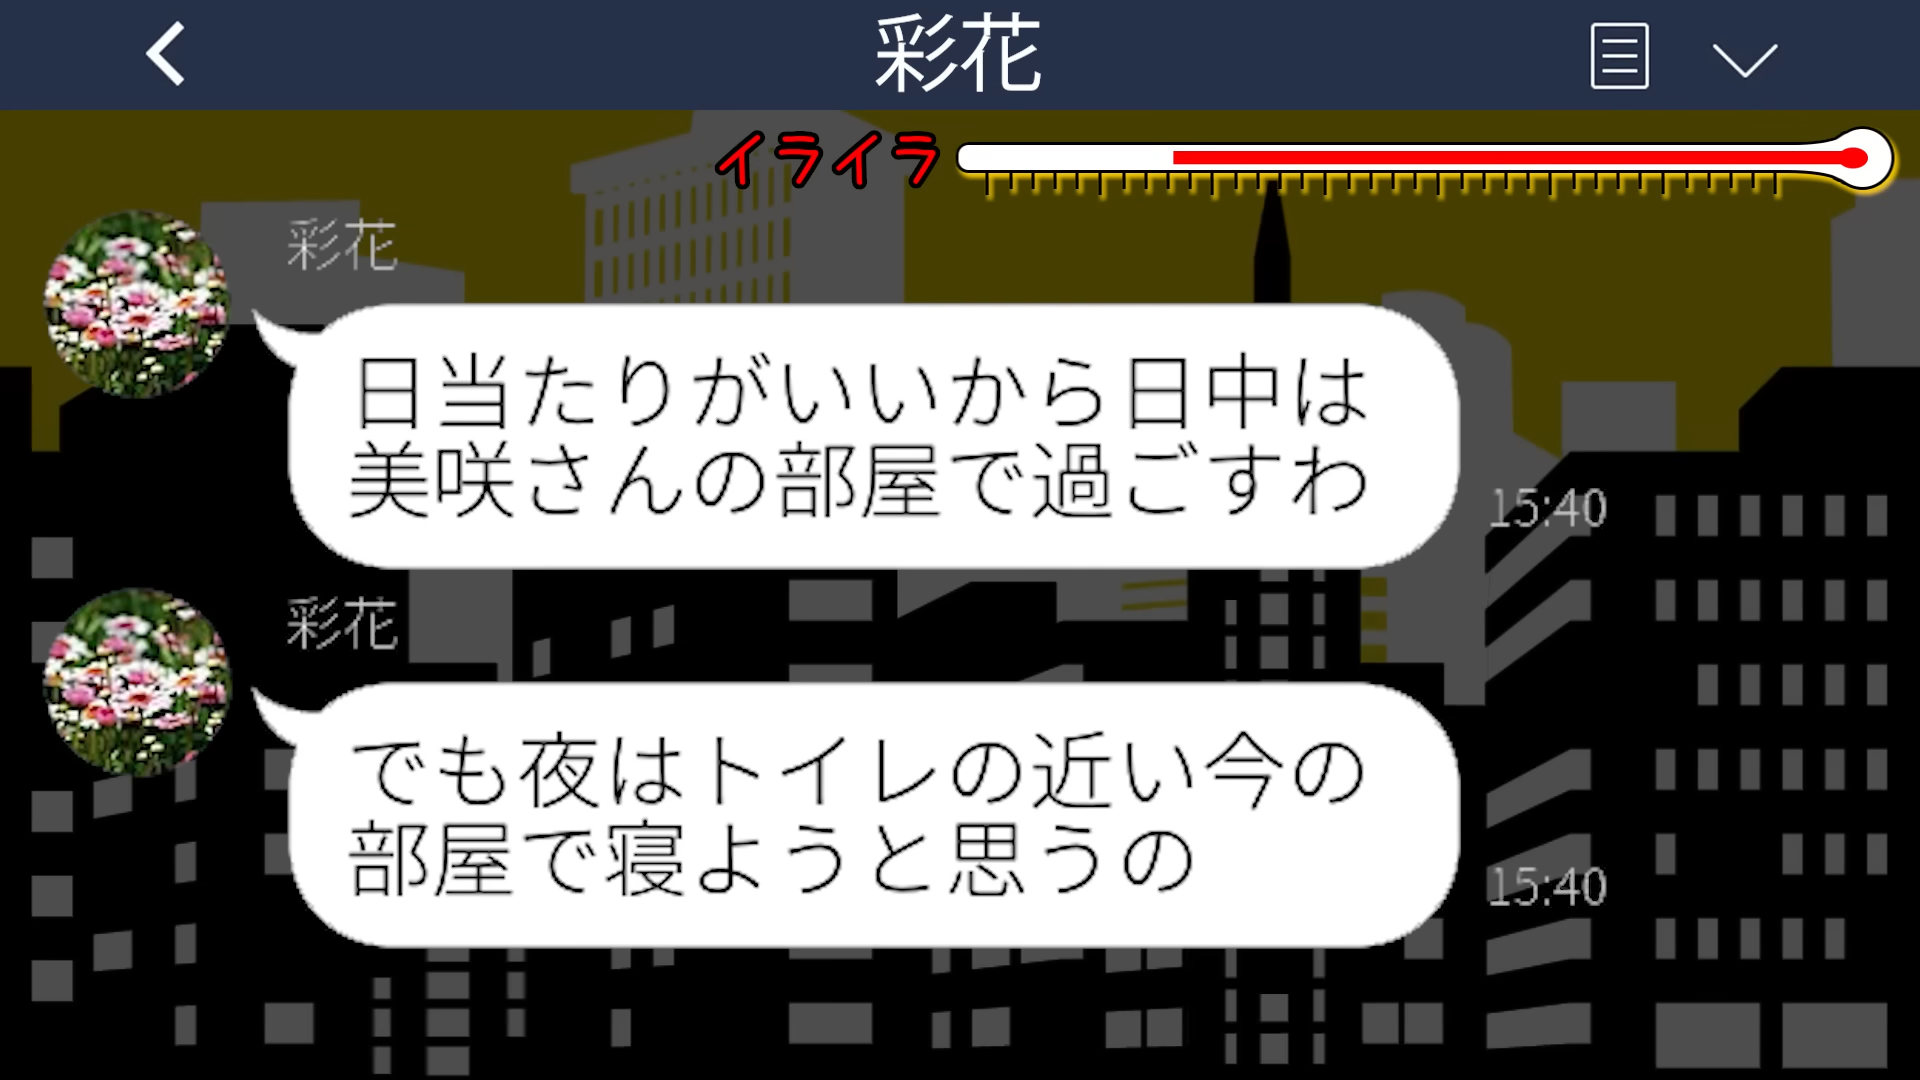 彩花
イライラ
彩花
日当たりがいいから日中は
美咲さんの部屋で過ごすわ
15:40
彩花
でも夜はトイレの近い今の
部屋で寝ようと思うの
15:40